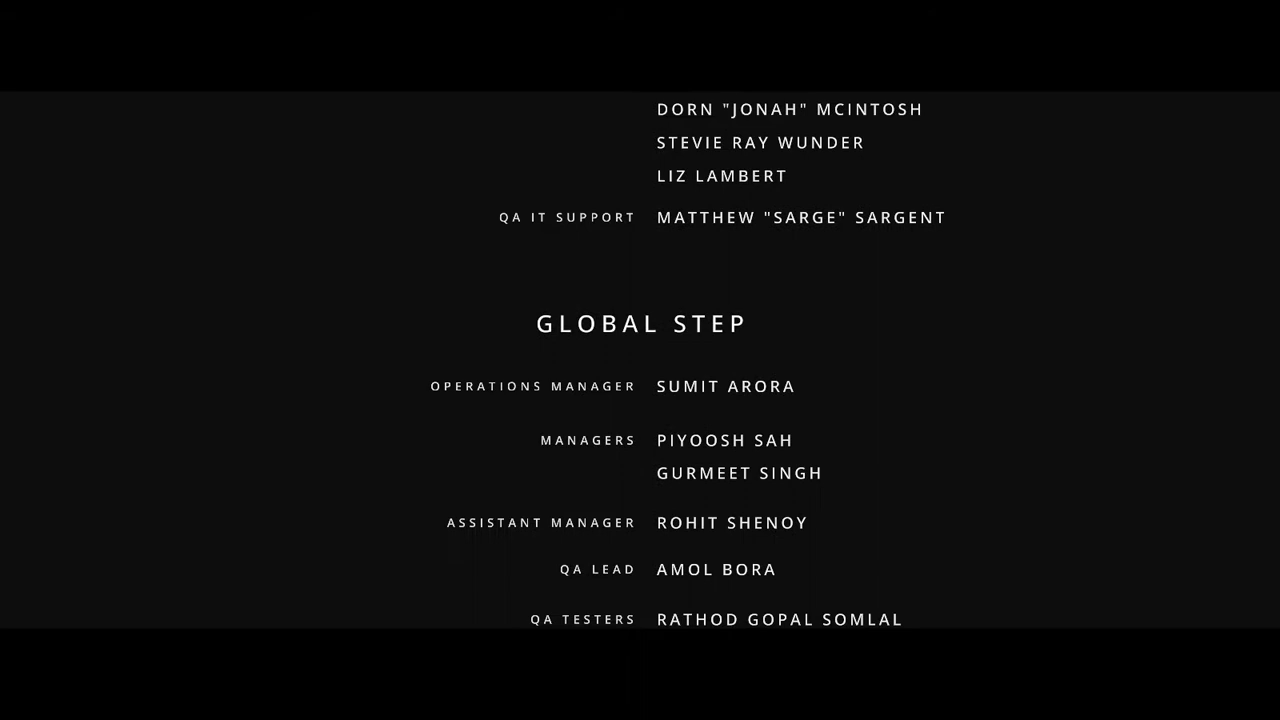 DORN "JONAH" MCINTOSH
STEVIE RAY WUNDER
LIZ LAMBERT
QA IT SUPPORT MATTHEW "SARGE" SARGENT
GLOBAL STEP
OPERATIONS MANAGER SUMIT ARORA
MANAGERS PIYOOSH SAH
GURMEET SINGH
ASSISTANT MANAGER ROHIT SHENOY
QA LEAD AMOL BORA
QA TESTERS RATHOD GOPAL SOMLAL